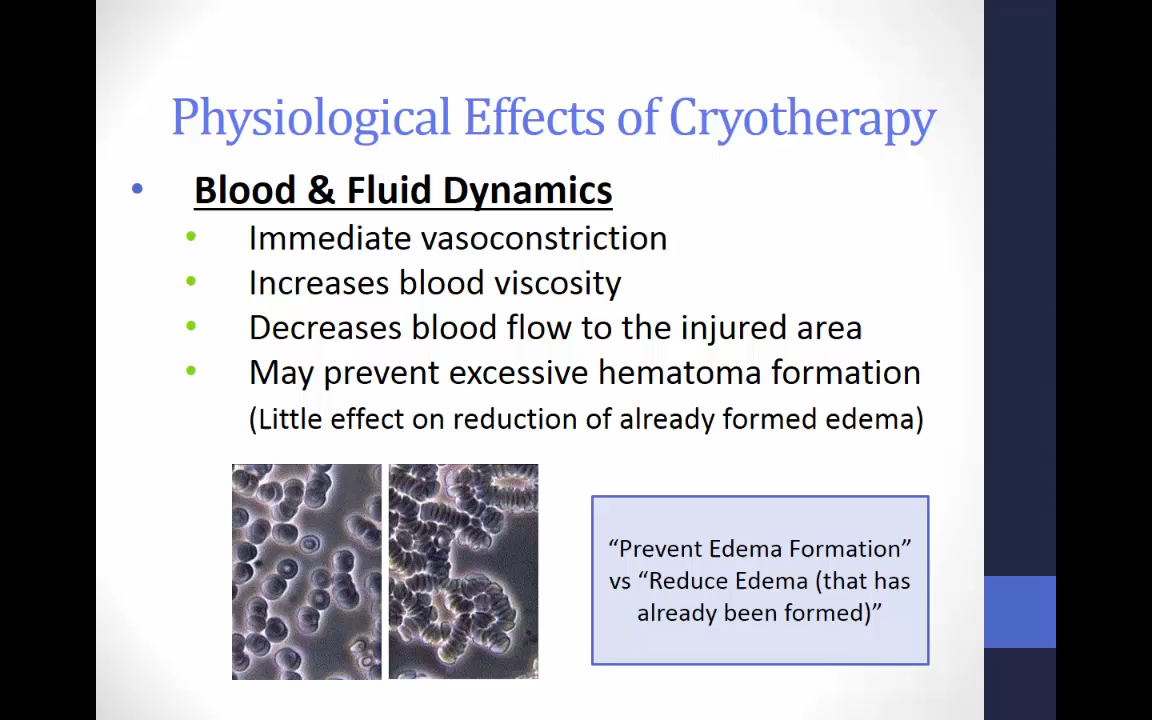 Physiological Effects of Cryotherapy
• Blood & Fluid Dynamics
• Immediate vasoconstriction
• Increases blood viscosity
• Decreases blood flow to the injured area
• May prevent excessive hematoma formation
(Little effect on reduction of already formed edema)
“Prevent Edema Formation”
vs “Reduce Edema (that has
already been formed)”